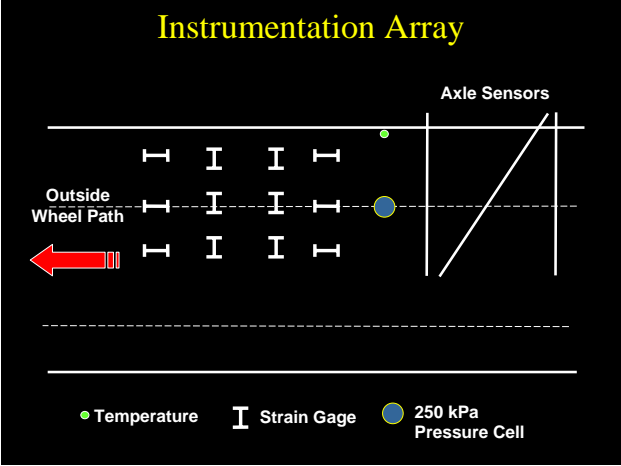 Instrumentation Array
Axle Sensors
Outside
Wheel Path
Temperature
Strain Gage
250 kPa
Pressure Cell